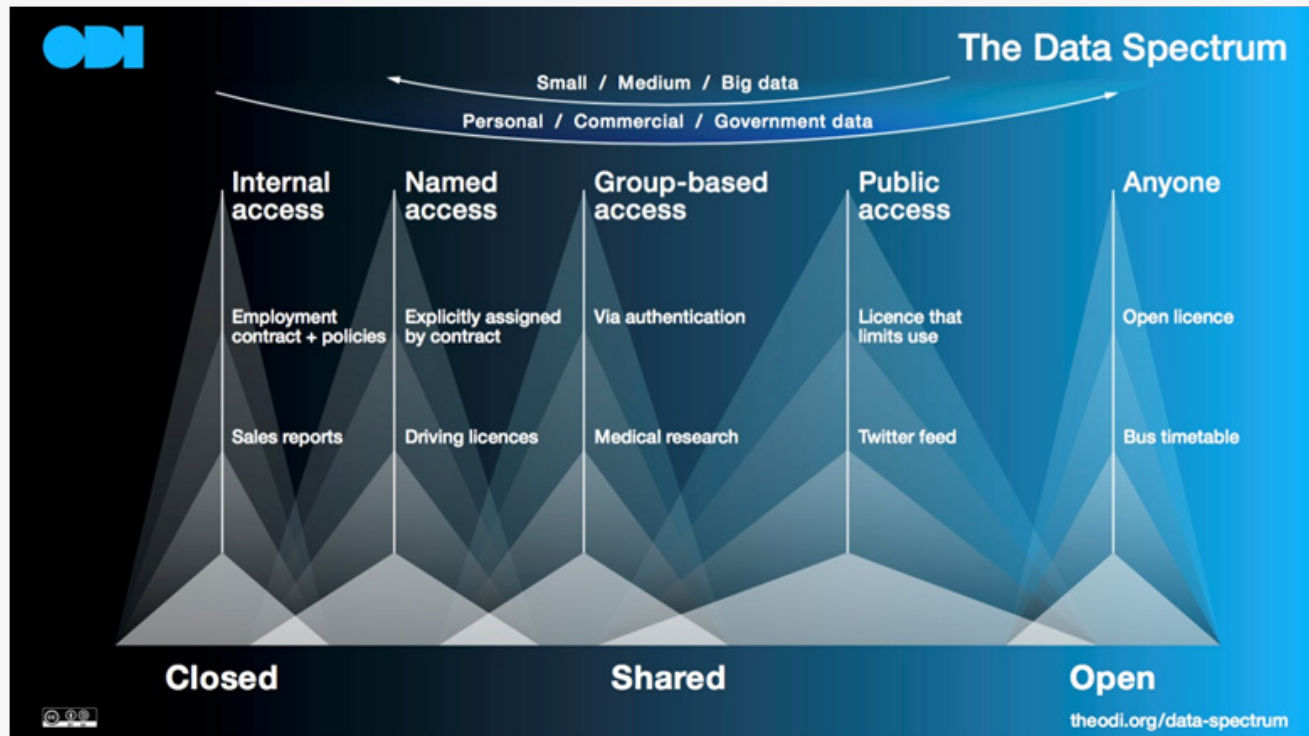 ODI
The Data Spectrum
Small / Medium / Big data
Personal / Commercial / Government data
Internal
access
Named
access
Group-based
access
Public
access
Anyone
Employment
contract + policies
Explicitly assigned
by contract
Via authentication
Licence that
limits use
Open licence
Sales reports
Driving licences
Medical research
Twitter feed
Bus timetable
Closed
Shared
Open
theodi.org/data-spectrum